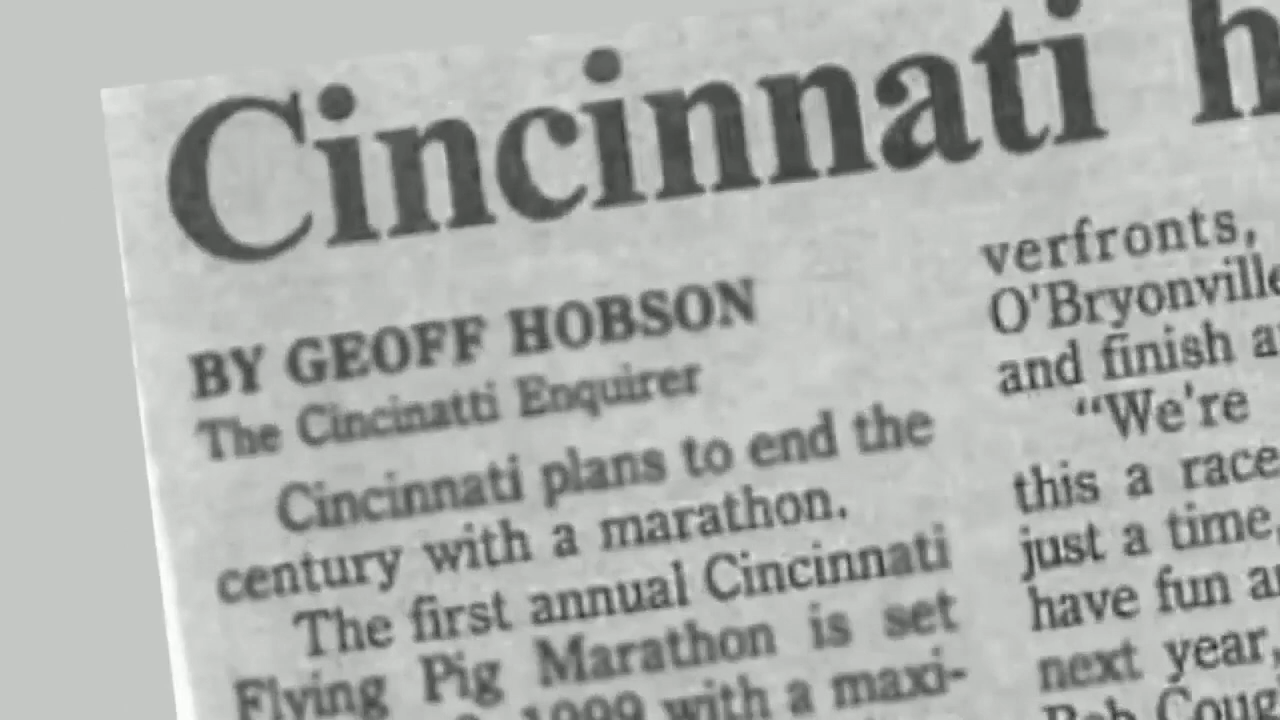 Cincinnati h
BY GEOFF HOBSON
The Cincinatti Enquirer
Cincinnati plans to end the
century with a marathon.
The first annual Cincinnati
Flying Pig Marathon is set
1999 with a maxi-
verfronts,
O'Bryonville
and finish a
“We're
this a race
just a time,
have fun a
next year,
Bob Coug